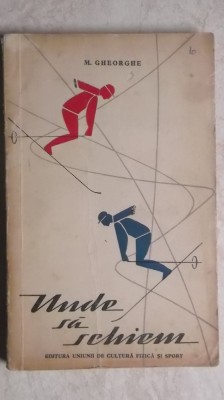 M. GHEORGHE
Unde
să
schiem
EDITURA UNIUNII DE CULTURĂ FIZICĂ ȘI SPORT